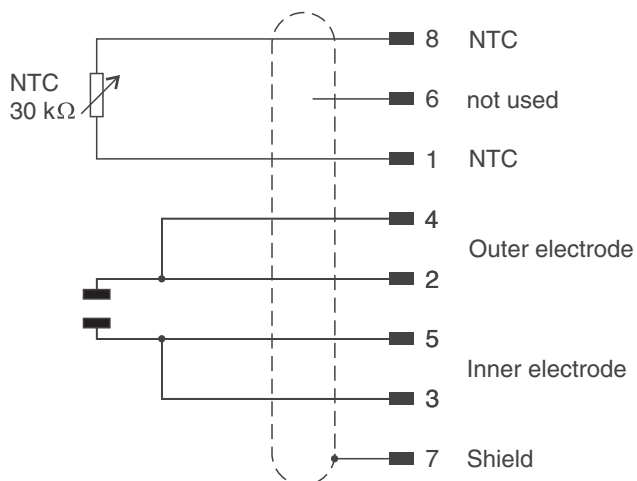 8 NTC
NTC
30 kΩ
6 not used
1 NTC
4
Outer electrode
2
5
Inner electrode
3
7 Shield